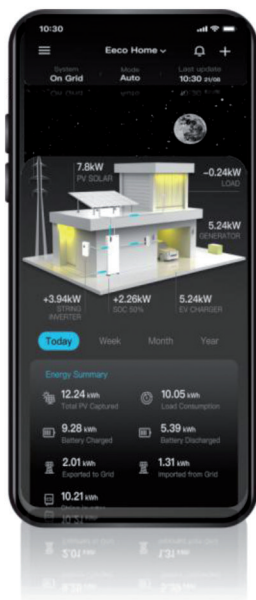 10:30
Eeco Home
System Mode Last update
On Grid Auto 10:30 21/08
7.8kW
PV SOLAR
-0.24kW
LOAD
5.24kW
GENERATOR
+3.94kW +2.26kW 5.24kW
STRING INVERTER SOC 50% EV CHARGER
Today Week Month Year
Energy Summary
12.24 kWh 10.05 kWh
Total PV Captured Load Consumption
9.28 kWh 5.39 kWh
Battery Charged Battery Discharged
2.01 kWh 1.31 kWh
Exported to Grid Imported from Grid
10.21 kWh